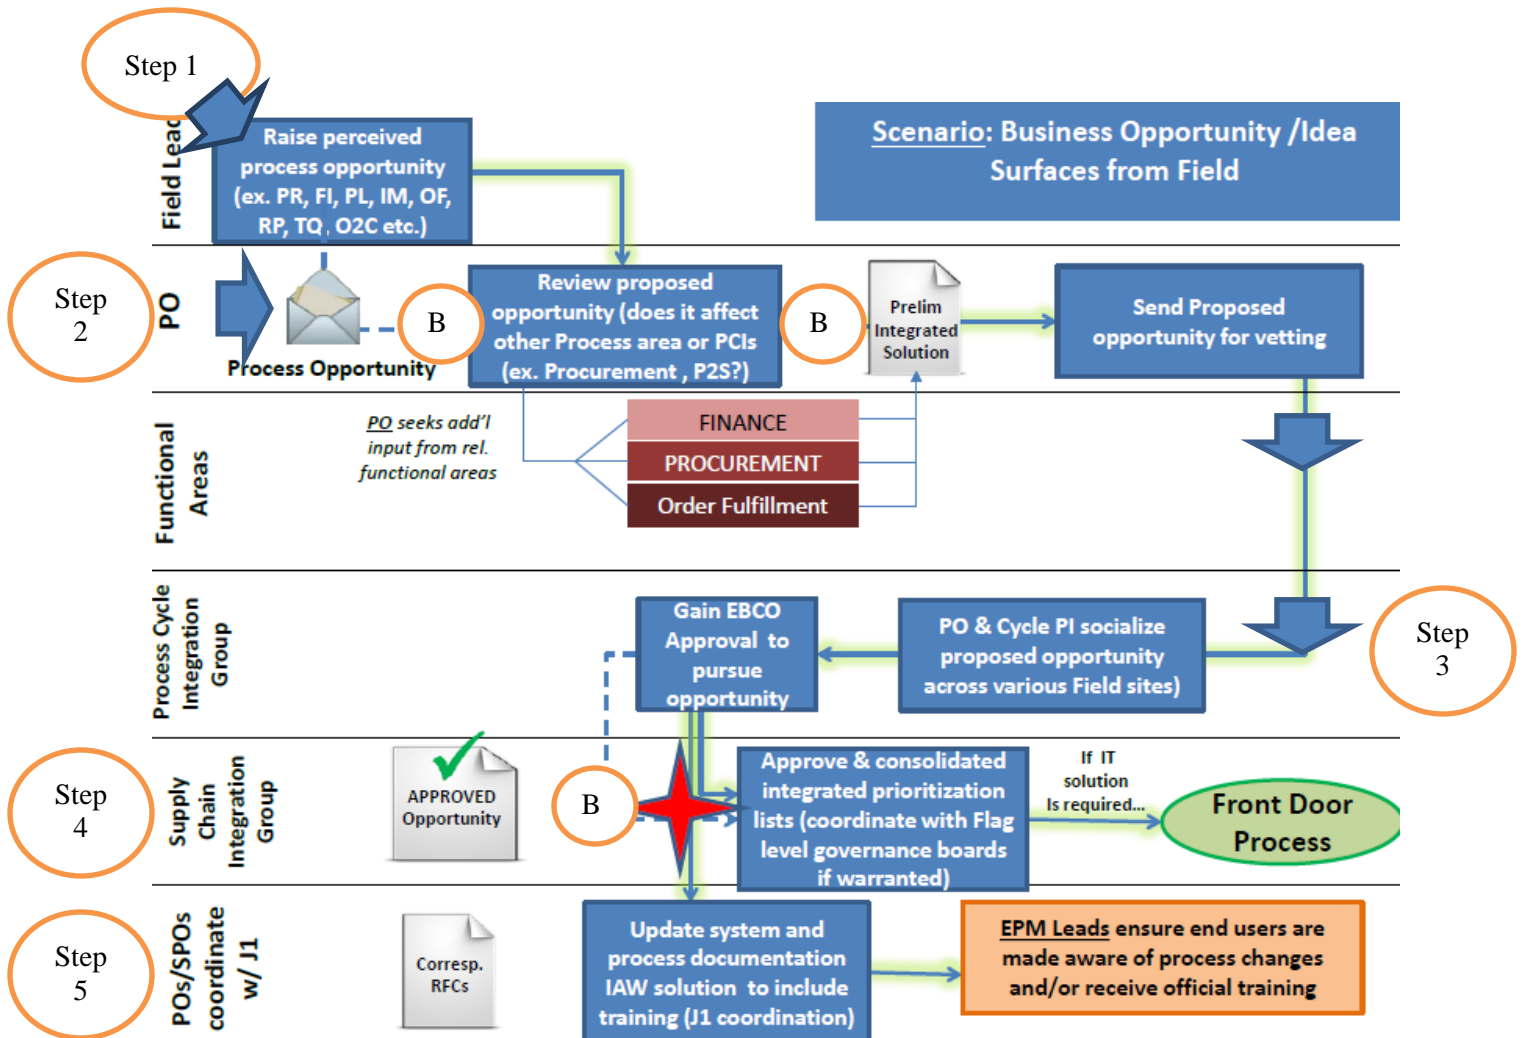 Step 1
Field Lead
Raise perceived
process opportunity
(ex. PR, FI, PL, IM, OF,
RP, TQ, O2C etc.)
Scenario: Business Opportunity /Idea
Surfaces from Field
Step
2
PO
Process Opportunity
B
Review proposed
opportunity (does it affect
other Process area or PCIs
(ex. Procurement , P2S?)
B
Prelim
Integrated
Solution
Send Proposed
opportunity for vetting
Functional
Areas
PO seeks add'l
input from rel.
functional areas
FINANCE
PROCUREMENT
Order Fulfillment
Process Cycle
Integration
Group
Gain EBCO
Approval to
pursue
opportunity
PO & Cycle PI socialize
proposed opportunity
across various Field sites)
Step
3
Step
4
Supply
Chain
Integration
Group
APPROVED
Opportunity
B
Approve & consolidated
integrated prioritization
lists (coordinate with Flag
level governance boards
if warranted)
If IT
solution
Is required...
Front Door
Process
Step
5
POs/SPOs
coordinate
w/ J1
Corresp.
RFCs
Update system and
process documentation
IAW solution to include
training (J1 coordination)
EPM Leads ensure end users are
made aware of process changes
and/or receive official training